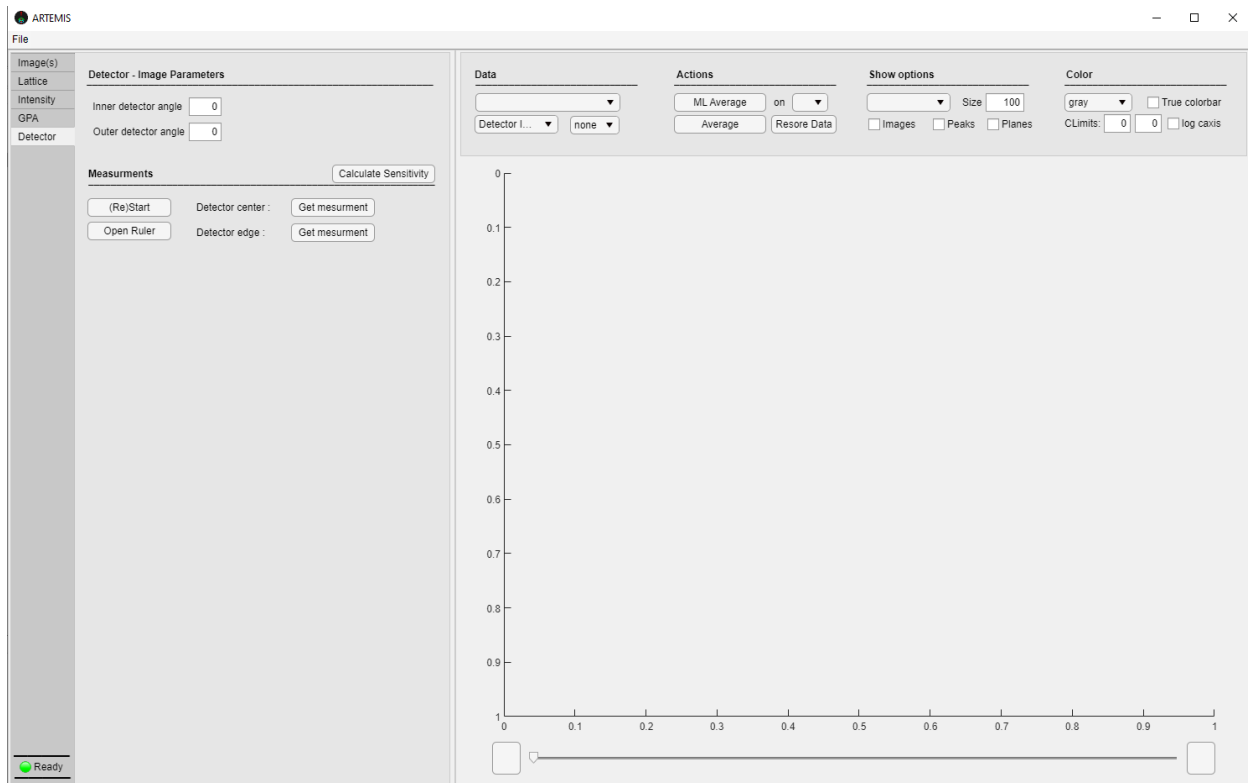 ARTEMIS
File
Image(s)
Lattice
Intensity
GPA
Detector
Detector - Image Parameters
Inner detector angle 0
Outer detector angle 0
Measurments Calculate Sensitivity
(Re)Start Detector center : Get mesurment
Open Ruler Detector edge : Get mesurment
Ready
Data Actions Show options Color
ML Average on Size 100 gray True colorbar
Detector I... none Average Resore Data Images Peaks Planes CLimits: 0 0 log caxis
0
0.1
0.2
0.3
0.4
0.5
0.6
0.7
0.8
0.9
1
0 0.1 0.2 0.3 0.4 0.5 0.6 0.7 0.8 0.9 1